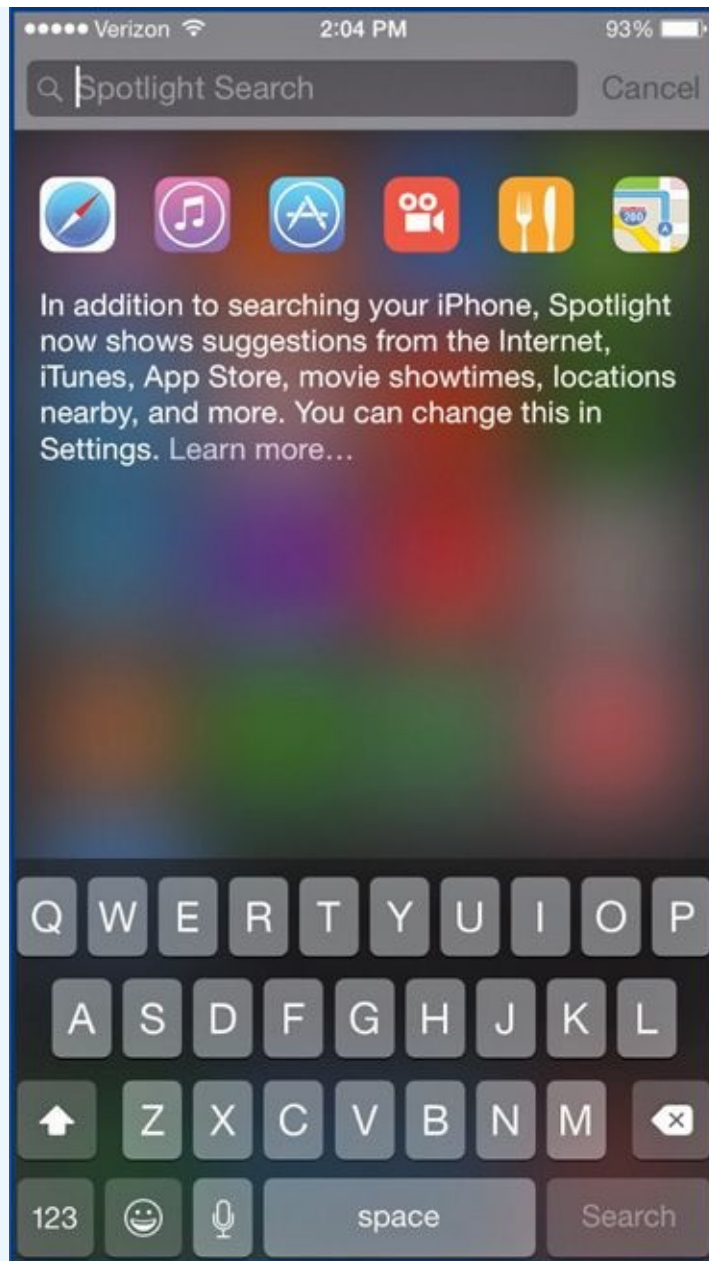 Verizon 2:04 PM 93%
Spotlight Search Cancel
280
In addition to searching your iPhone, Spotlight
now shows suggestions from the Internet,
iTunes, App Store, movie showtimes, locations
nearby, and more. You can change this in
Settings. Learn more...
Q W E R T Y U I O P
A S D F G H J K L
Z X C V B N M
123 space Search